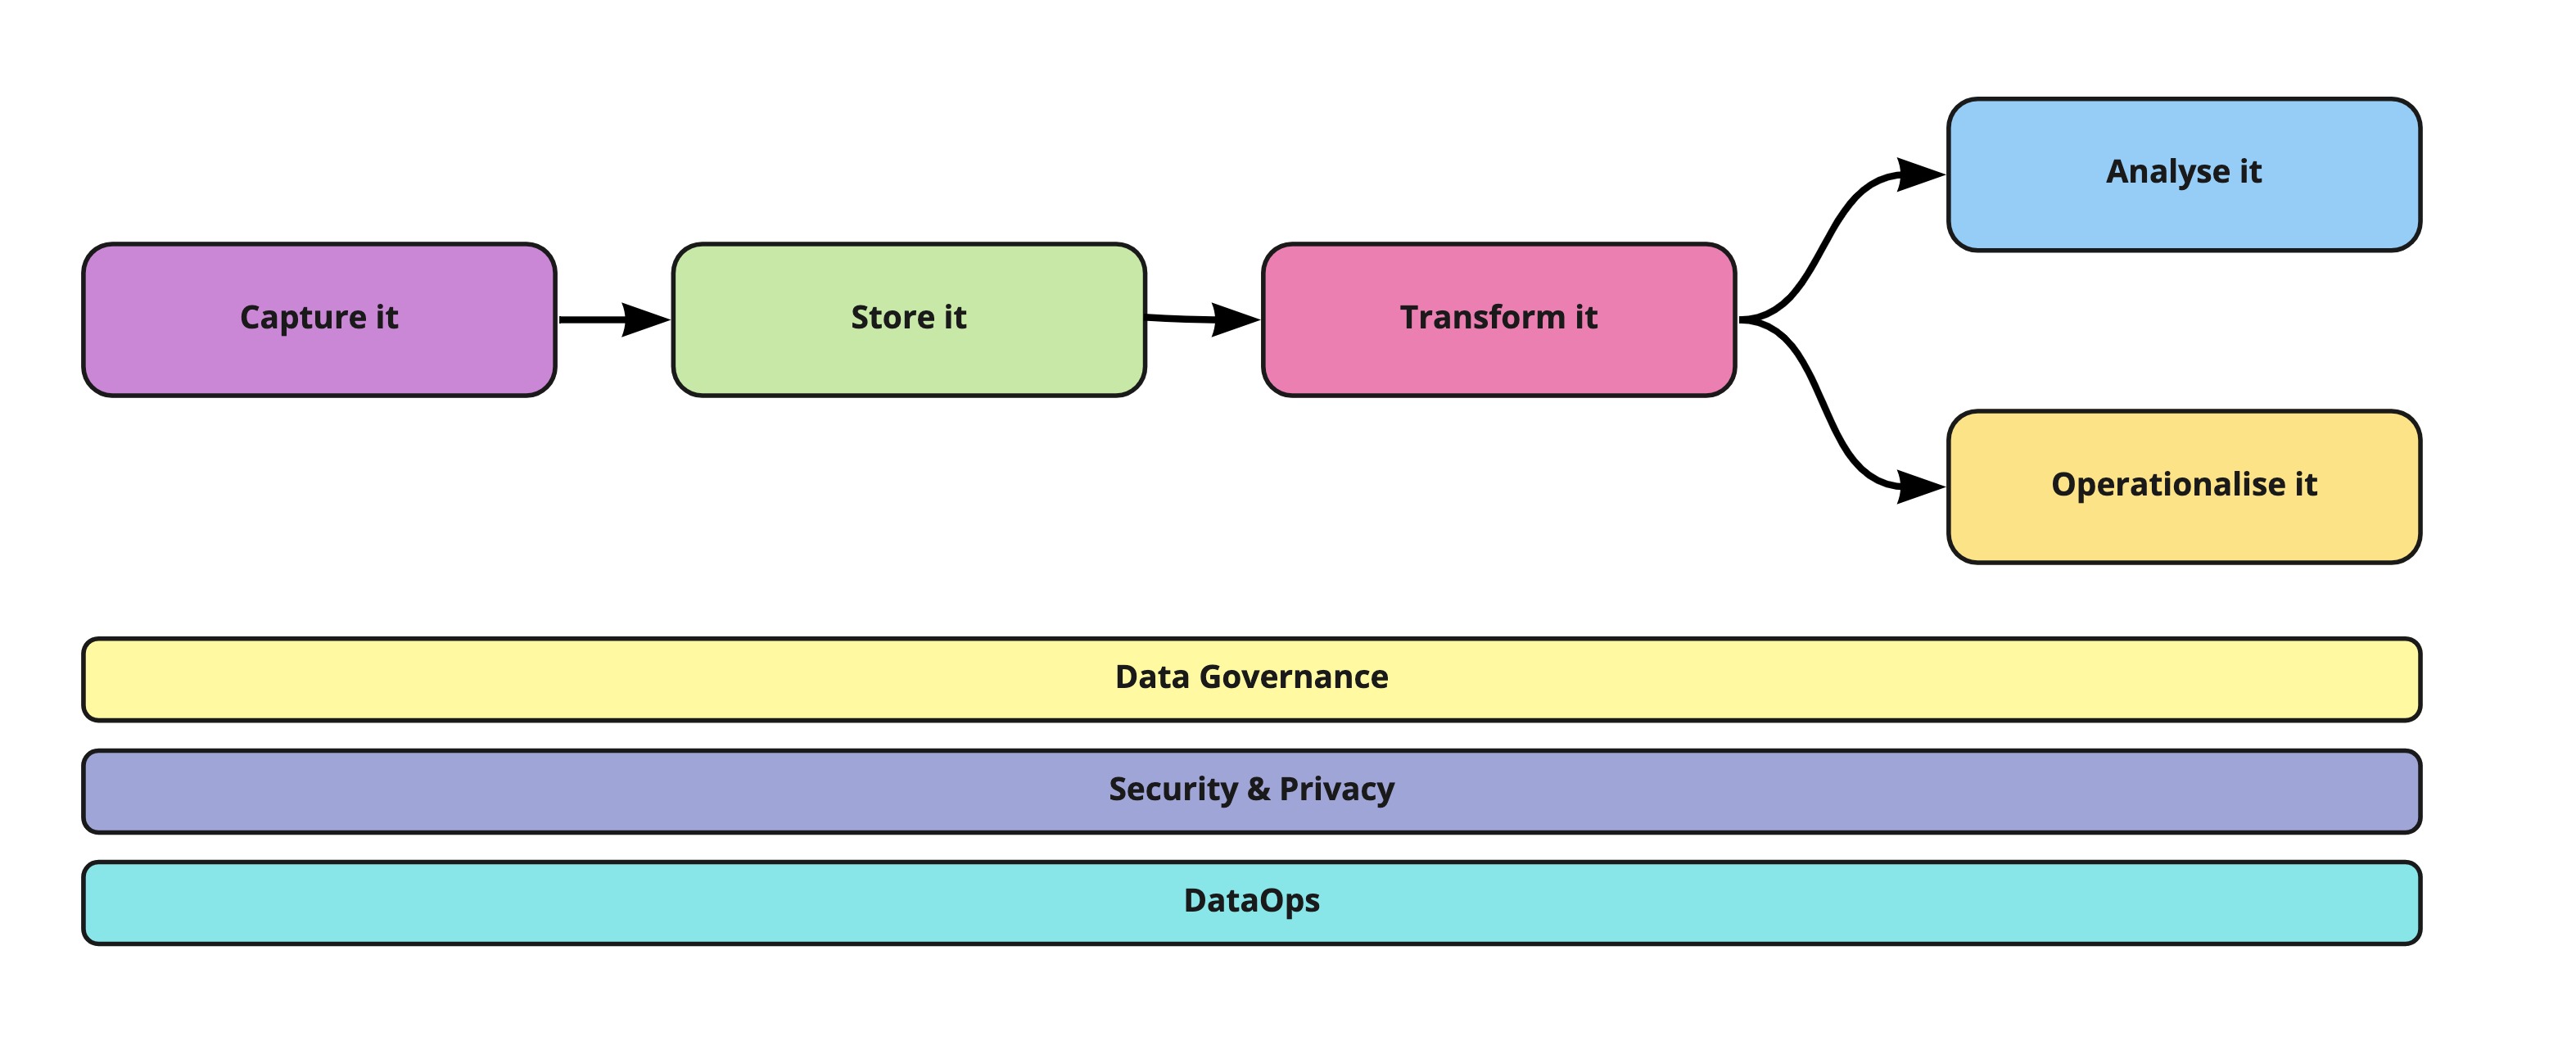 Capture it
Store it
Transform it
Analyse it
Operationalise it
Data Governance
Security & Privacy
DataOps